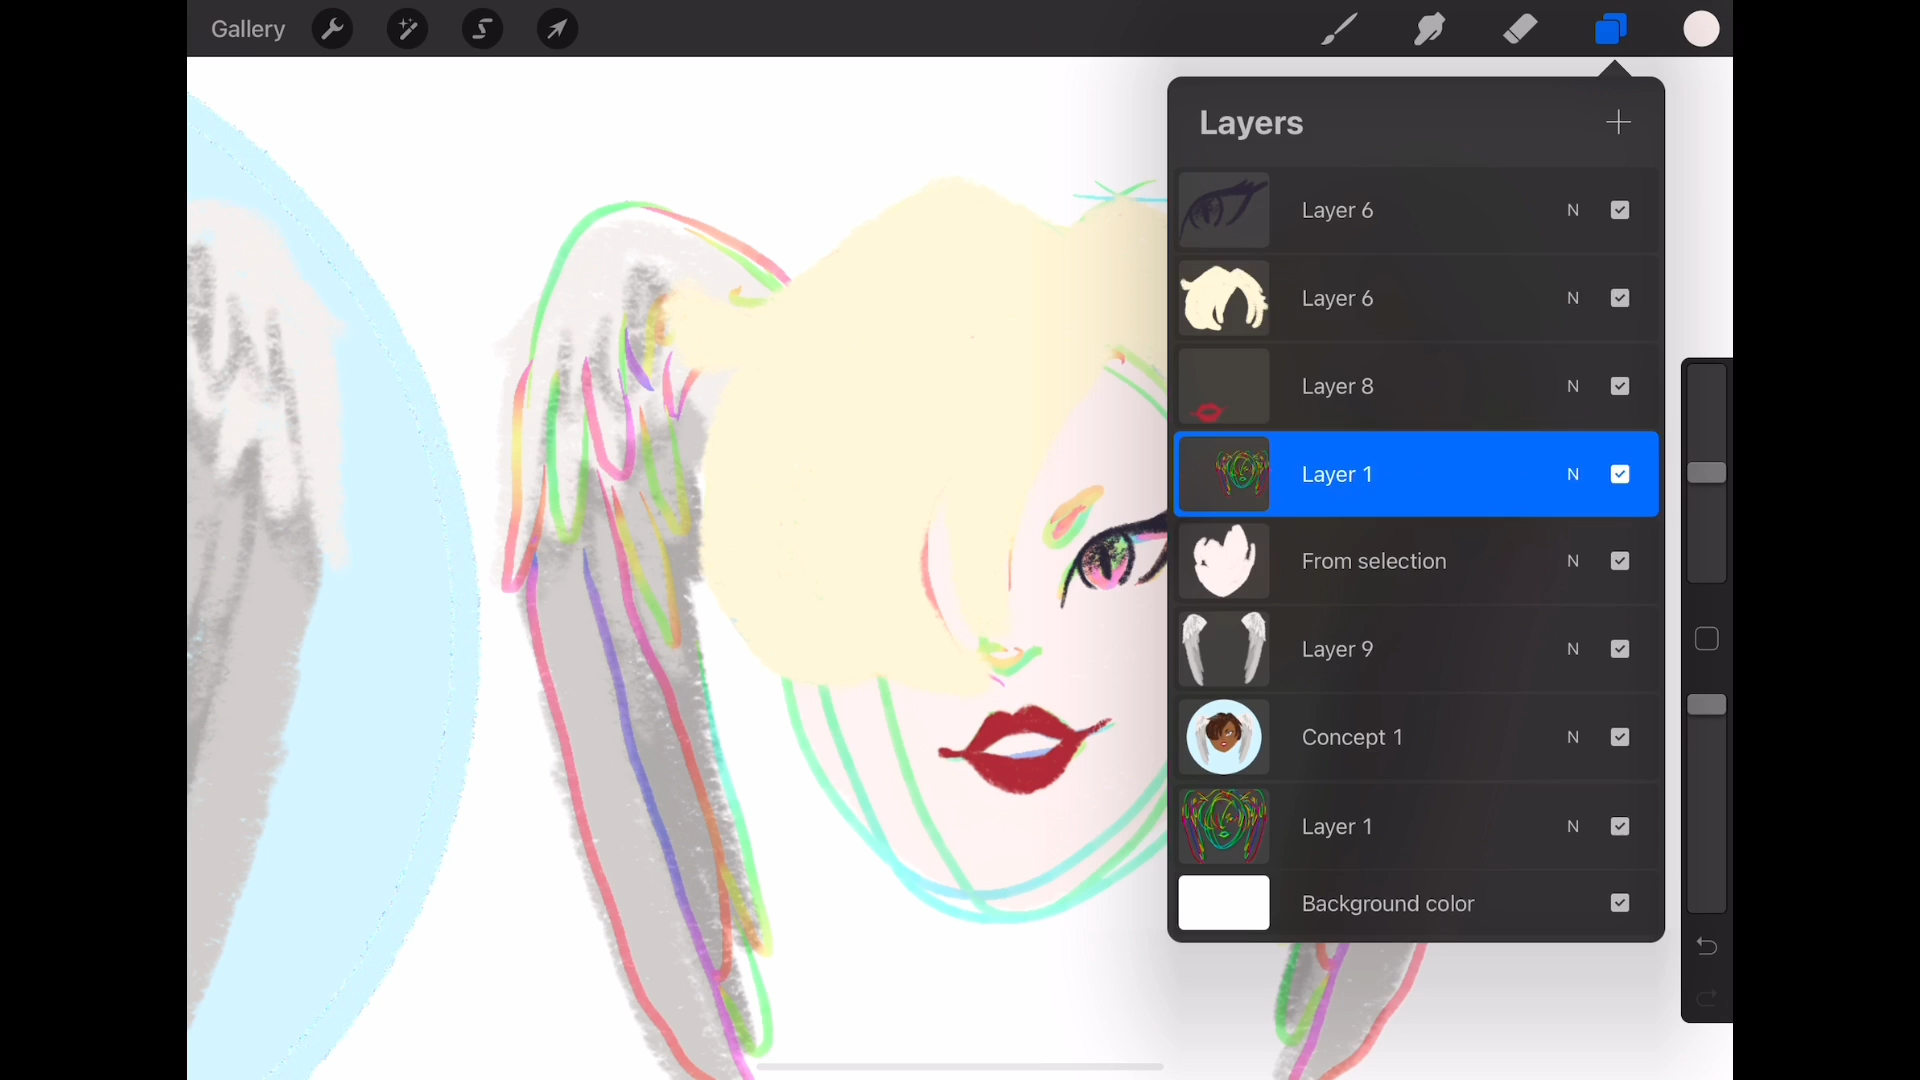 Gallery
Layers
Layer 6 N
Layer 6 N
Layer 8 N
Layer 1 N
From selection N
Layer 9 N
Concept 1 N
Layer 1 N
Background color